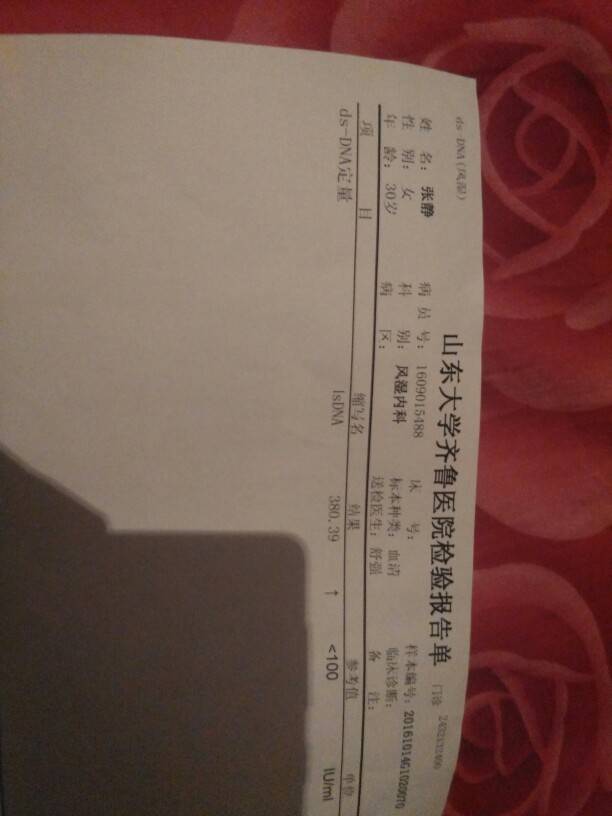 山东大学齐鲁医院检验报告单
ds-DNA(风湿) 门诊
姓 名: 张静 病 员 号: 1609015488 床 号: 样本编号: 20161014G1020070
性 别: 女 科 别: 风湿内科 标本种类: 血清 临床诊断:
年 龄: 30岁 病 区: 送检医生: 舒强 备 注:
项 目 缩写名 结果 参考值 单位
ds-DNA定量 1sDNA 380.39 ↑ <100 IU/ml